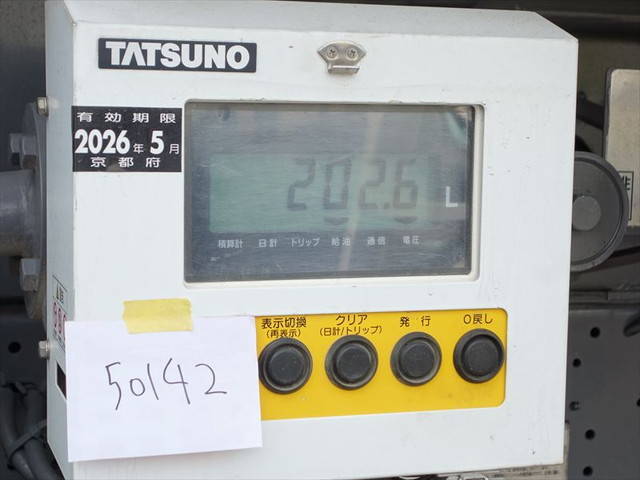 TATSUNO
有効期限
2026年5月
京都府
202.6 L
積算計 日計 トリップ 給油 通信 電圧
表示切換 クリア 発行 0戻し
(再表示) (日計/トリップ)
50142